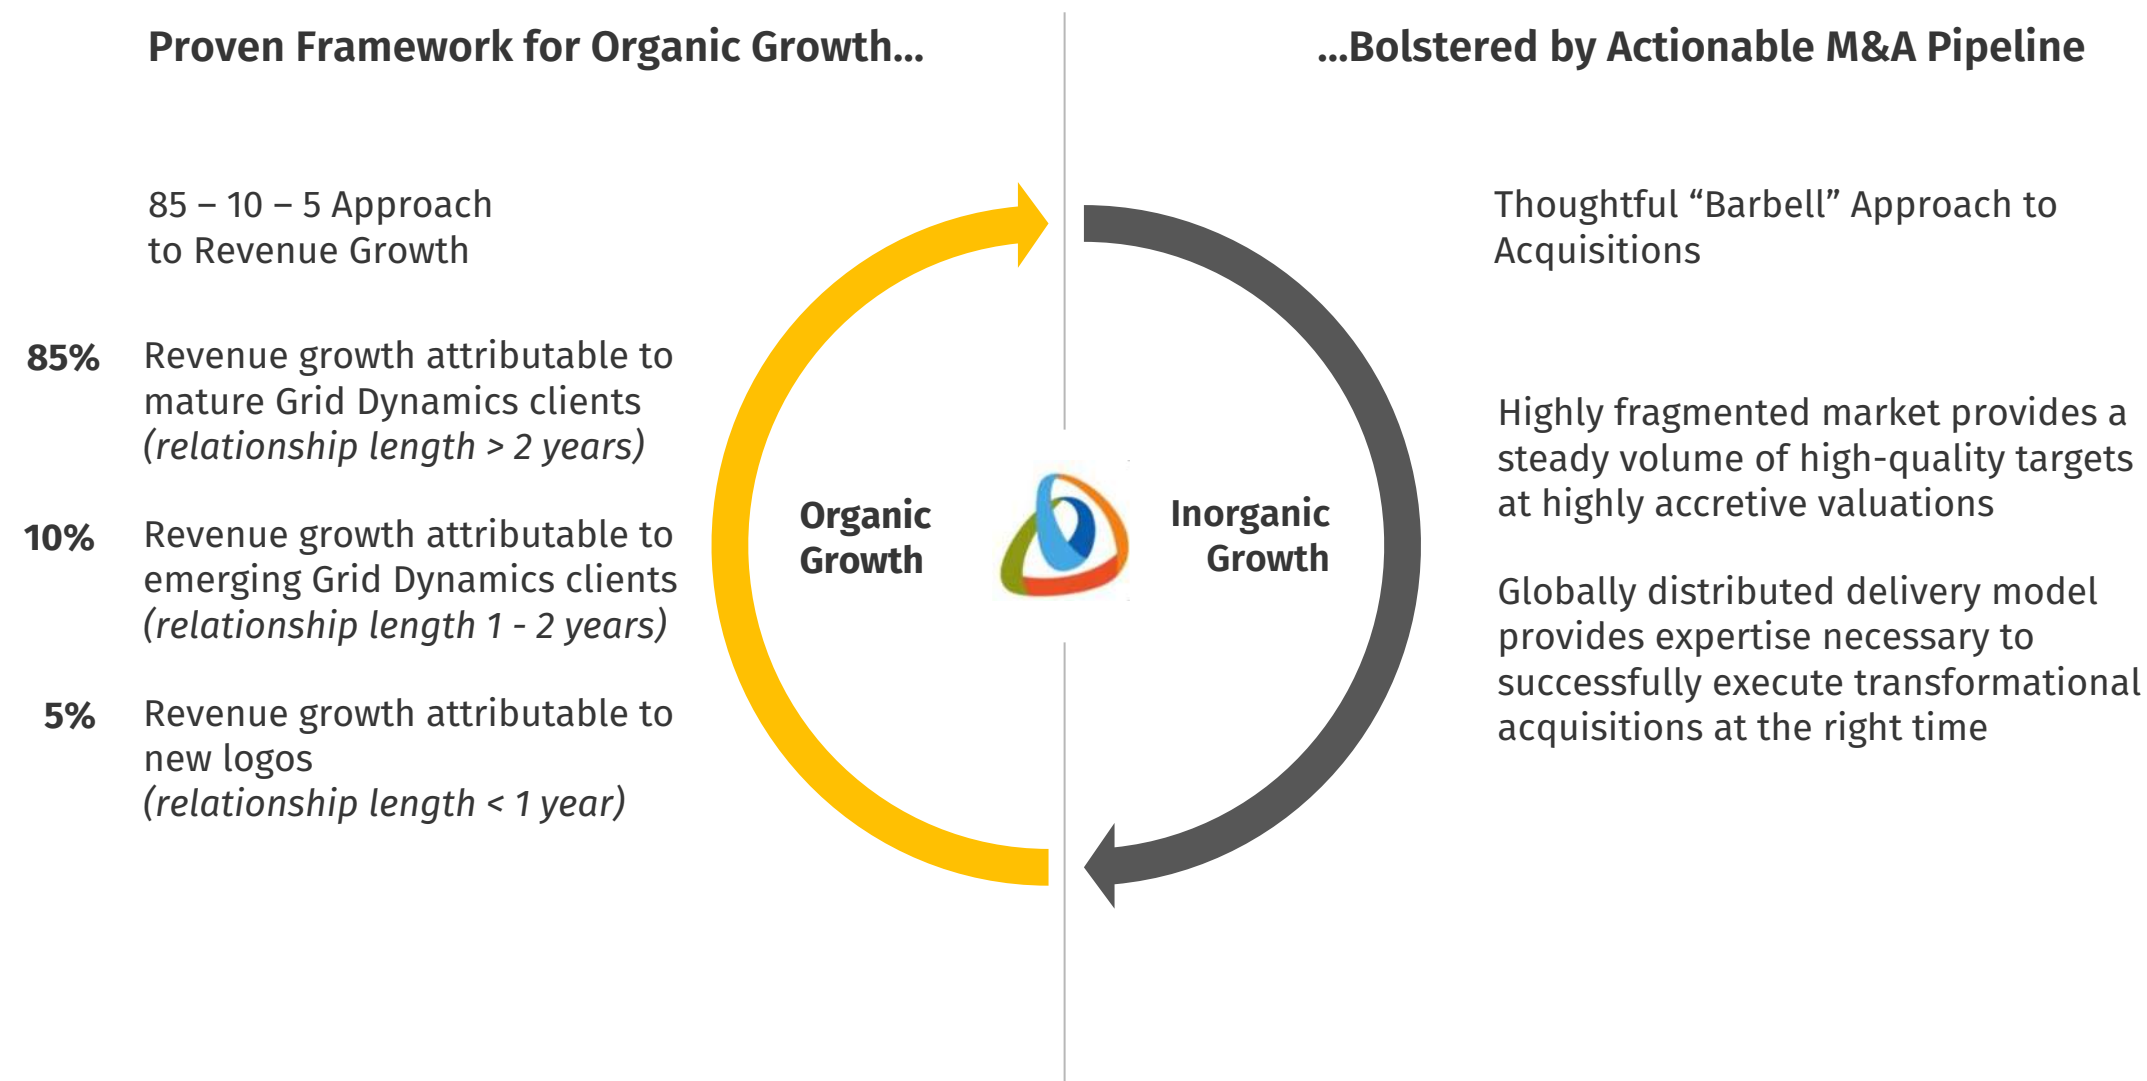 Proven Framework for Organic Growth...
...Bolstered by Actionable M&A Pipeline
85 – 10 – 5 Approach
to Revenue Growth
85%
Revenue growth attributable to
mature Grid Dynamics clients
(relationship length > 2 years)
10%
Revenue growth attributable to
emerging Grid Dynamics clients
(relationship length 1 - 2 years)
5%
Revenue growth attributable to
new logos
(relationship length < 1 year)
Organic
Growth
Inorganic
Growth
Thoughtful “Barbell” Approach to
Acquisitions
Highly fragmented market provides a
steady volume of high-quality targets
at highly accretive valuations
Globally distributed delivery model
provides expertise necessary to
successfully execute transformational
acquisitions at the right time